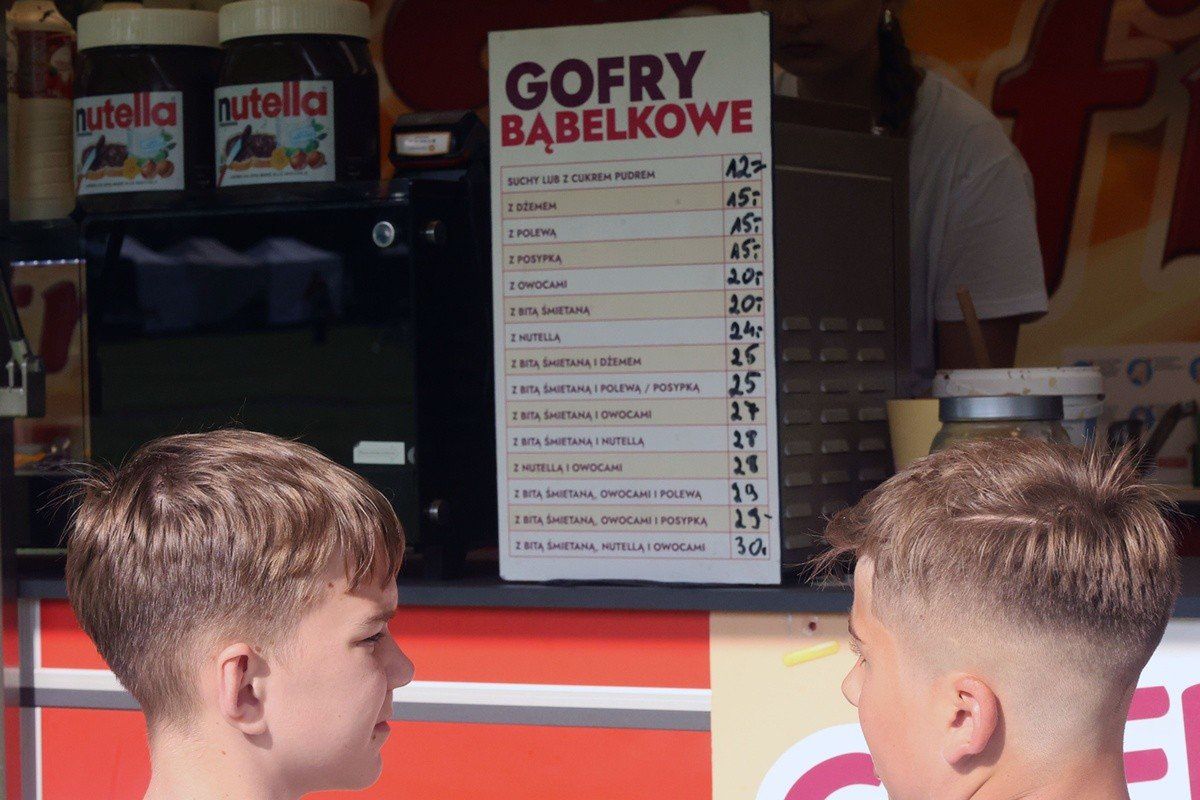 nutella
nutella
GOFRY
BĄBELKOWE
SUCHY LUB Z CUKREM PUDREM 12,-
Z DŻEMEM 15,-
Z POLEWĄ 15,-
Z POSYPKĄ 15,-
Z OWOCAMI 20,-
Z BITĄ ŚMIETANĄ 20,-
Z NUTELLĄ 24,-
Z BITĄ ŚMIETANĄ I DŻEMEM 25
Z BITĄ ŚMIETANĄ I POLEWĄ / POSYPKĄ 25
Z BITĄ ŚMIETANĄ I OWOCAMI 27
Z BITĄ ŚMIETANĄ I NUTELLĄ 28
Z NUTELLĄ I OWOCAMI 28
Z BITĄ ŚMIETANĄ, OWOCAMI I POLEWĄ 29
Z BITĄ ŚMIETANĄ, OWOCAMI I POSYPKĄ 29-
Z BITĄ ŚMIETANĄ, NUTELLĄ I OWOCAMI 30,